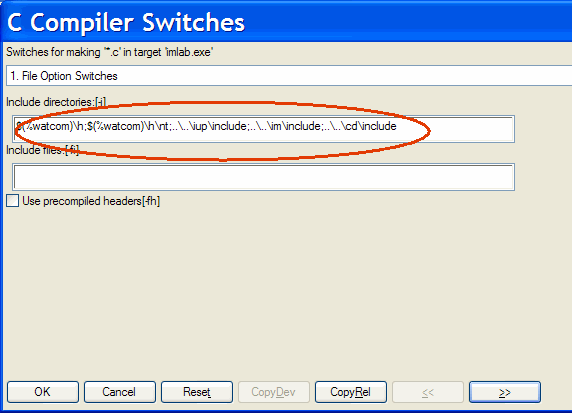 C Compiler Switches
Switches for making '*.c' in target 'imlab.exe'
1. File Option Switches
Include directories:[-i]
$(%watcom)\h;$(%watcom)\h\nt;..\..\iup\include;..\..\im\include;..\..\cd\include
Include files:[-fi]
Use precompiled headers[-fh]
OK Cancel Reset CopyDev CopyRel << >>